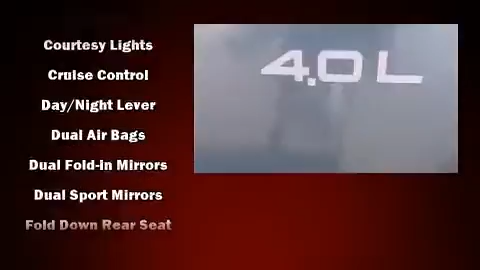 Courtesy Lights
Cruise Control
Day/Night Lever
Dual Air Bags
Dual Fold-in Mirrors
Dual Sport Mirrors
Fold Down Rear Seat
4.0 L